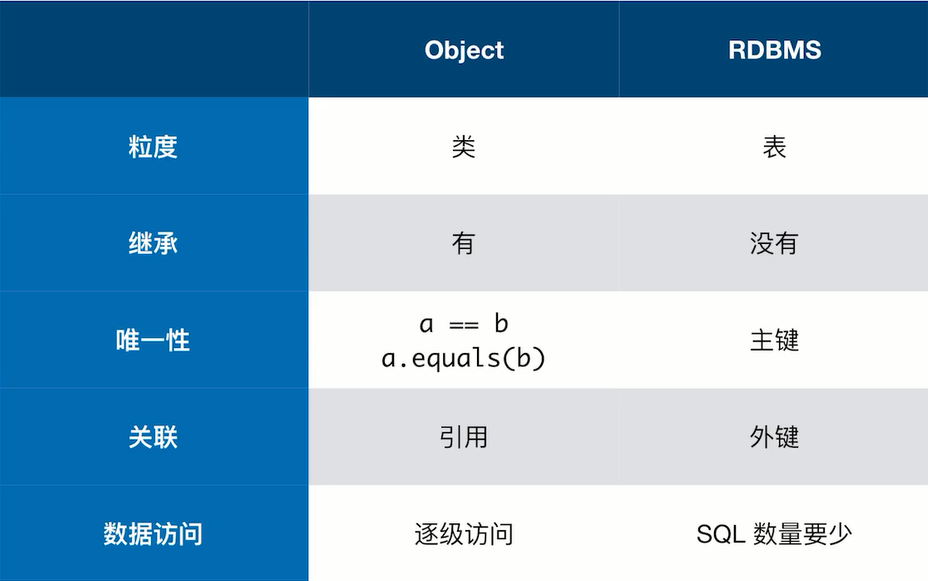 Object RDBMS
粒度 类 表
继承 有 没有
唯一性 a == b 主键
a.equals(b)
关联 引用 外键
数据访问 逐级访问 SQL 数量要少